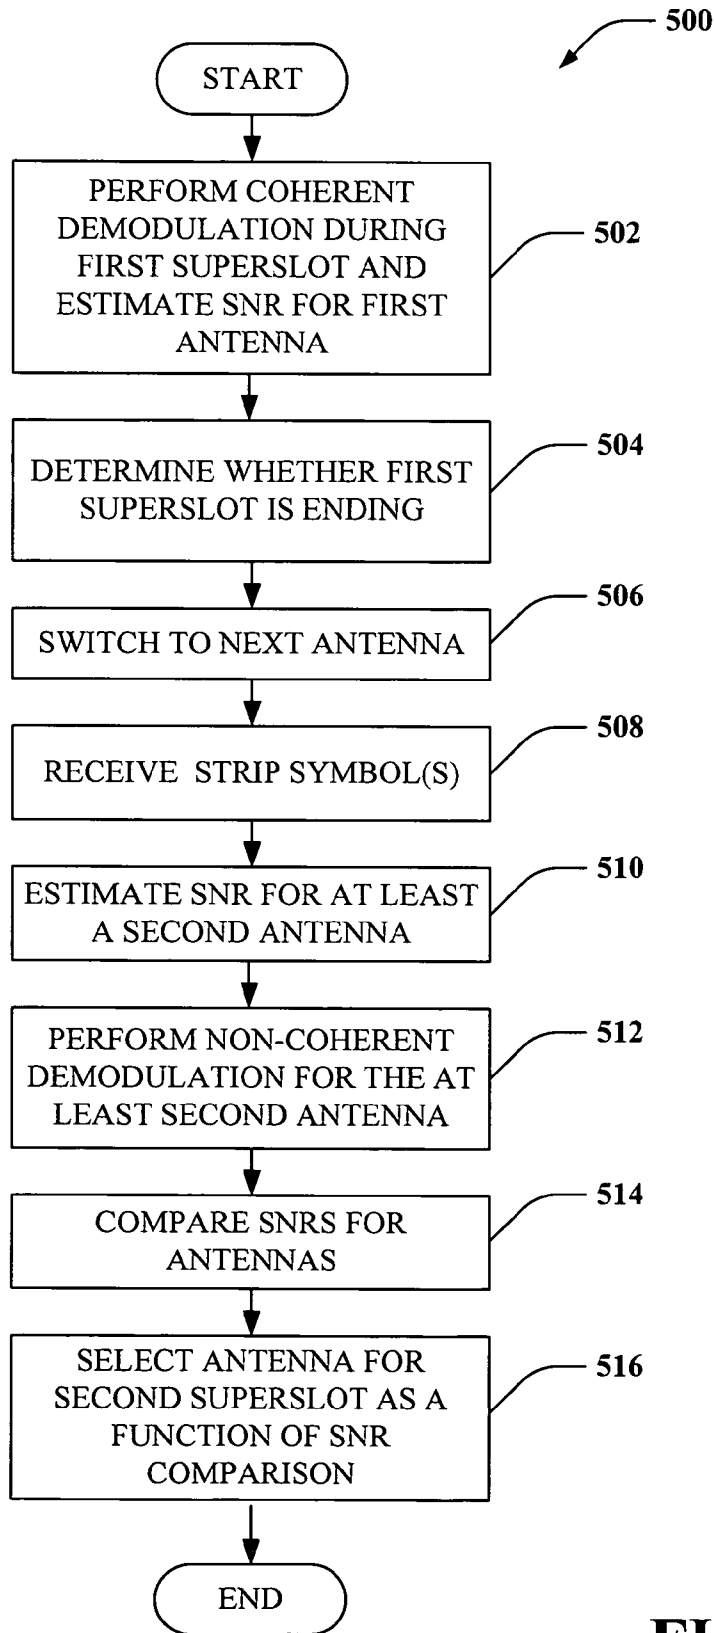 500
START
PERFORM COHERENT
DEMODULATION DURING
FIRST SUPERSLOT AND
ESTIMATE SNR FOR FIRST
ANTENNA
502
DETERMINE WHETHER FIRST
SUPERSLOT IS ENDING
504
SWITCH TO NEXT ANTENNA
506
RECEIVE STRIP SYMBOL(S)
508
ESTIMATE SNR FOR AT LEAST
A SECOND ANTENNA
510
PERFORM NON-COHERENT
DEMODULATION FOR THE AT
LEAST SECOND ANTENNA
512
COMPARE SNRS FOR
ANTENNAS
514
SELECT ANTENNA FOR
SECOND SUPERSLOT AS A
FUNCTION OF SNR
COMPARISON
516
END